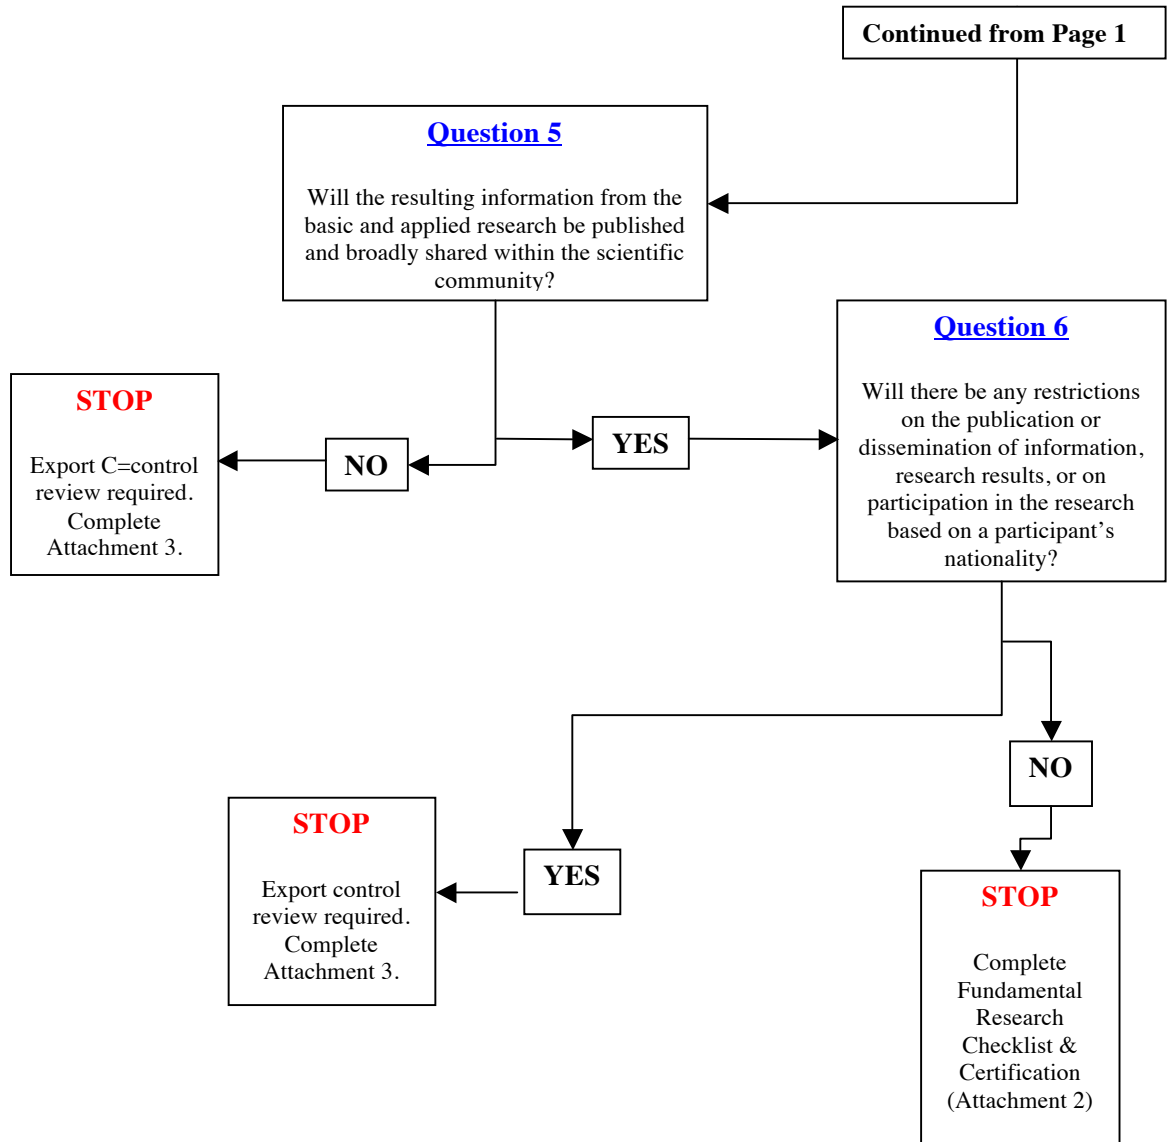 Continued from Page 1
Question 5
Will the resulting information from the
basic and applied research be published
and broadly shared within the scientific
community?
Question 6
Will there be any restrictions
on the publication or
dissemination of information,
research results, or on
participation in the research
based on a participant’s
nationality?
STOP
Export C=control
review required.
Complete
Attachment 3.
NO
YES
NO
STOP
Export control
review required.
Complete
Attachment 3.
YES
STOP
Complete
Fundamental
Research
Checklist &
Certification
(Attachment 2)